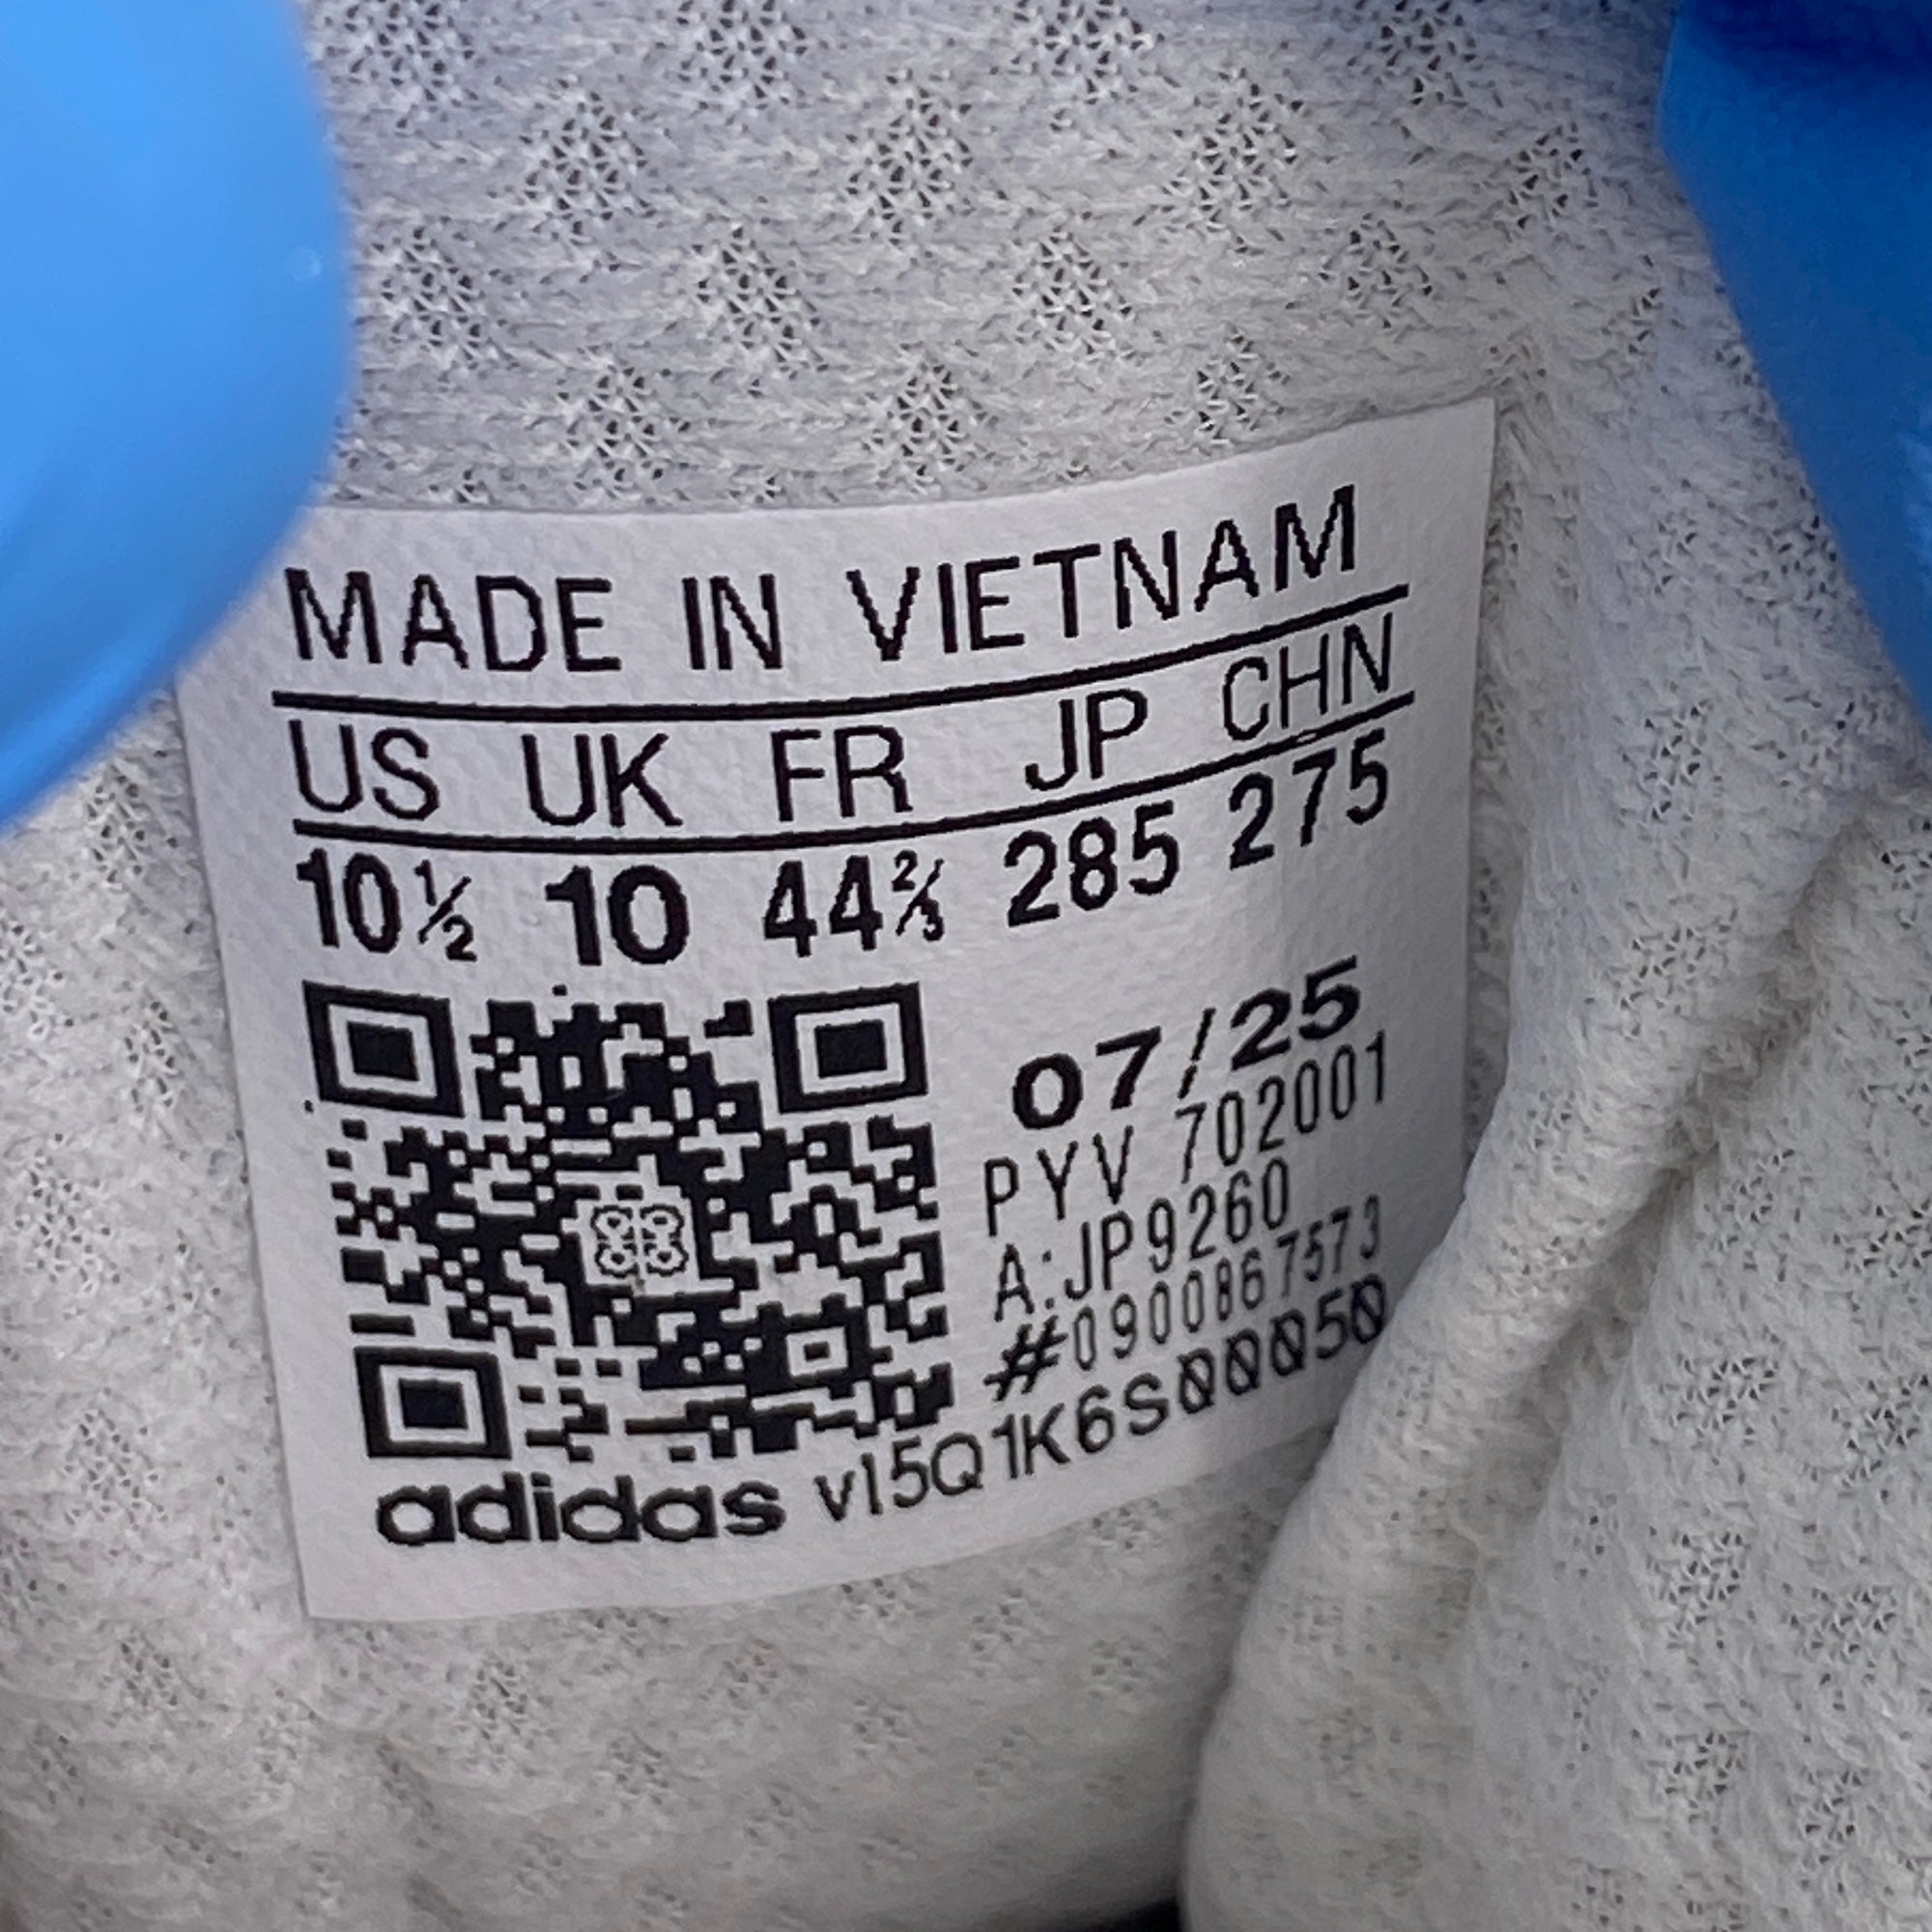 MADE IN VIETNAM
US UK FR JP CHN
10½ 10 44⅔ 285 275
07/25
PYV 702001
A:JP9260
#0900867573
adidas vl5Q1K6S000050